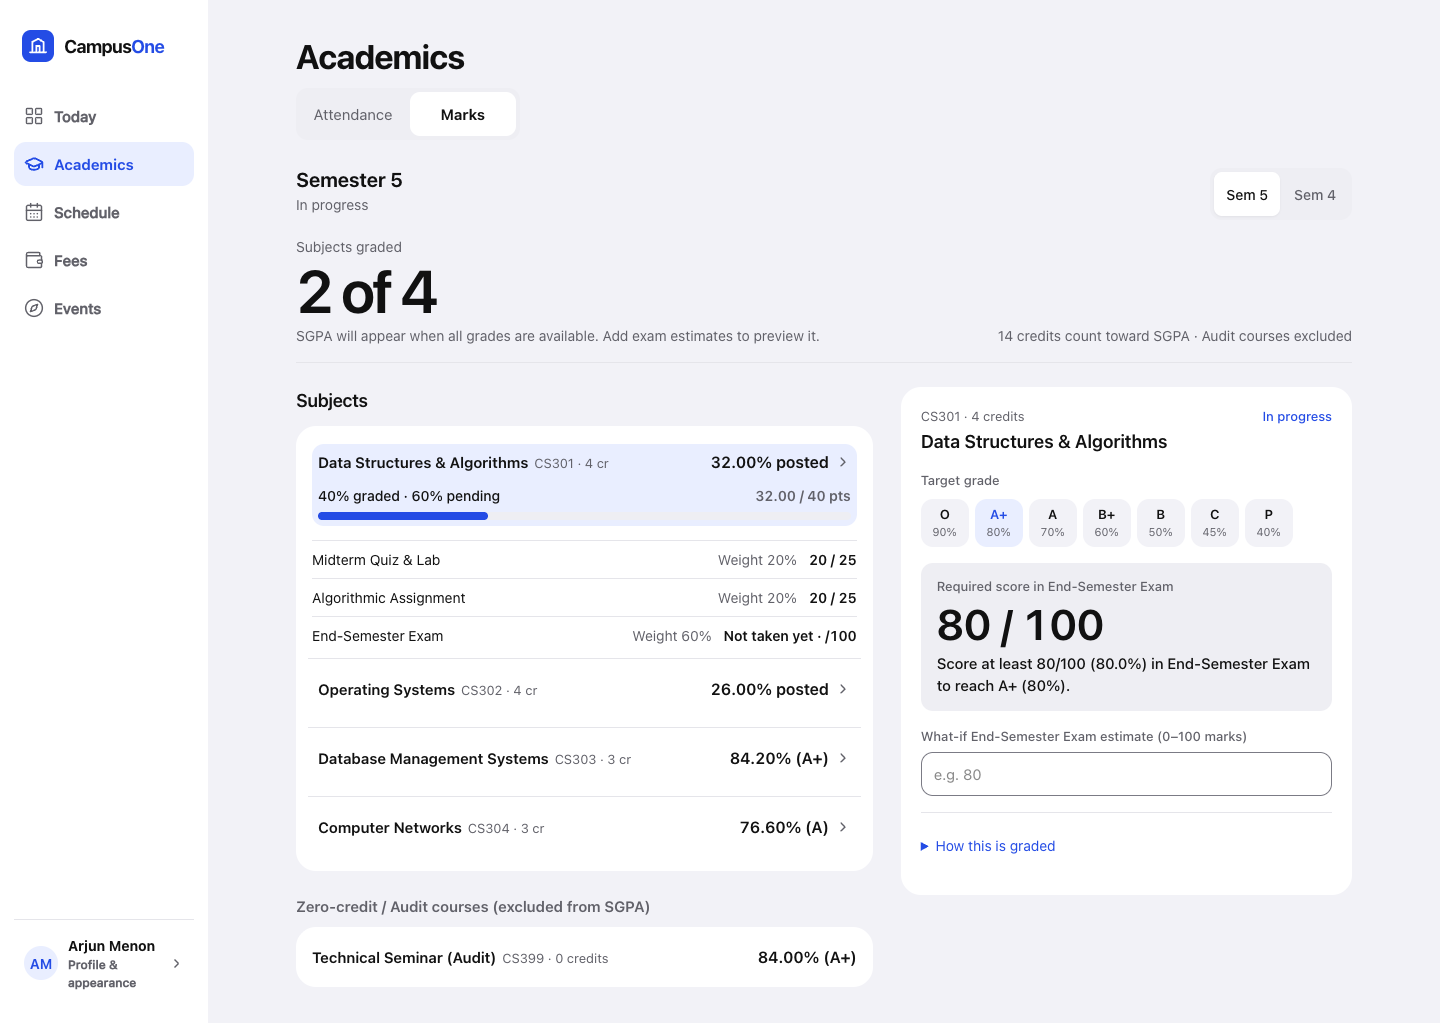 CampusOne
Today
Academics
Schedule
Fees
Events
AM
Arjun Menon
Profile &
appearance
Academics
Attendance
Marks
Semester 5
In progress
Sem 5
Sem 4
Subjects graded
2 of 4
SGPA will appear when all grades are available. Add exam estimates to preview it.
14 credits count toward SGPA · Audit courses excluded
Subjects
Data Structures & Algorithms CS301 · 4 cr 32.00% posted
40% graded · 60% pending 32.00 / 40 pts
Midterm Quiz & Lab Weight 20% 20 / 25
Algorithmic Assignment Weight 20% 20 / 25
End-Semester Exam Weight 60% Not taken yet · /100
Operating Systems CS302 · 4 cr 26.00% posted
Database Management Systems CS303 · 3 cr 84.20% (A+)
Computer Networks CS304 · 3 cr 76.60% (A)
Zero-credit / Audit courses (excluded from SGPA)
Technical Seminar (Audit) CS399 · 0 credits 84.00% (A+)
CS301 · 4 credits In progress
Data Structures & Algorithms
Target grade
O A+ A B+ B C P
90% 80% 70% 60% 50% 45% 40%
Required score in End-Semester Exam
80 / 100
Score at least 80/100 (80.0%) in End-Semester Exam
to reach A+ (80%).
What-if End-Semester Exam estimate (0–100 marks)
e.g. 80
How this is graded